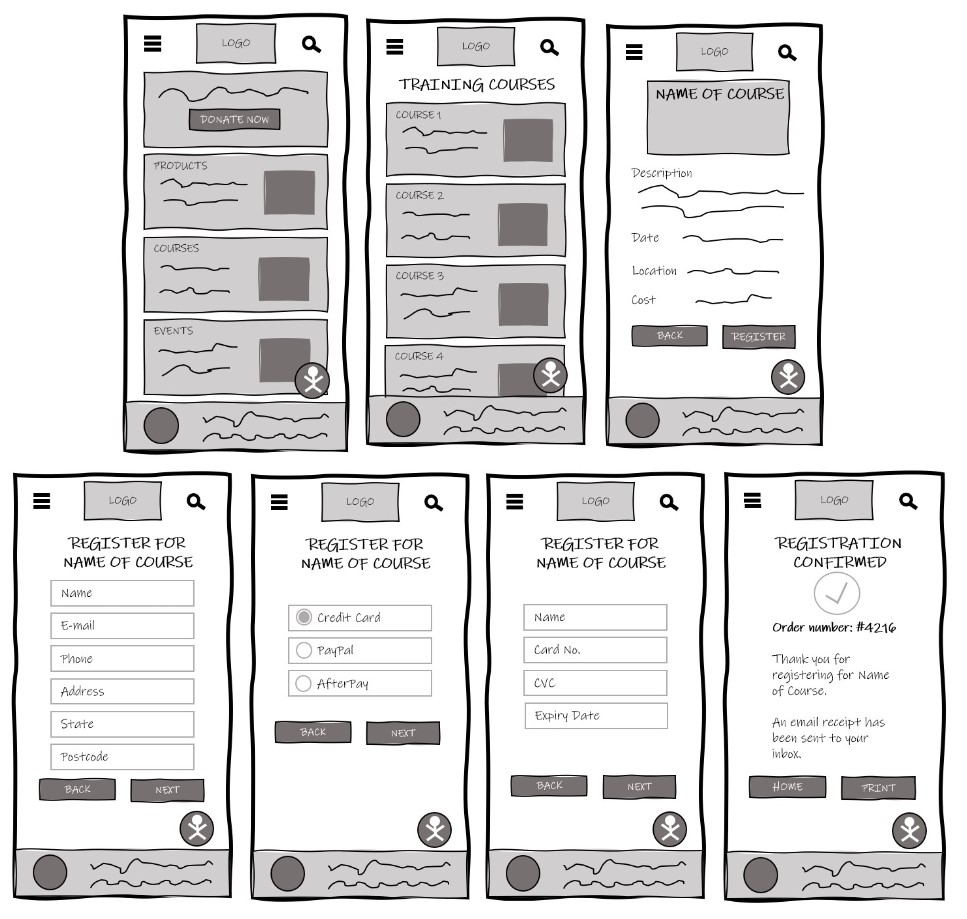 LOGO
DONATE NOW
PRODUCTS
COURSES
EVENTS
LOGO
TRAINING COURSES
COURSE 1
COURSE 2
COURSE 3
COURSE 4
LOGO
NAME OF COURSE
Description
Date
Location
Cost
BACK
REGISTER
LOGO
REGISTER FOR
NAME OF COURSE
Name
E-mail
Phone
Address
State
Postcode
BACK
NEXT
LOGO
REGISTER FOR
NAME OF COURSE
Credit Card
PayPal
AfterPay
BACK
NEXT
LOGO
REGISTER FOR
NAME OF COURSE
Name
Card No.
CVC
Expiry Date
BACK
NEXT
LOGO
REGISTRATION
CONFIRMED
Order number: #4216
Thank you for
registering for Name
of Course.
An email receipt has
been sent to your
inbox.
HOME
PRINT